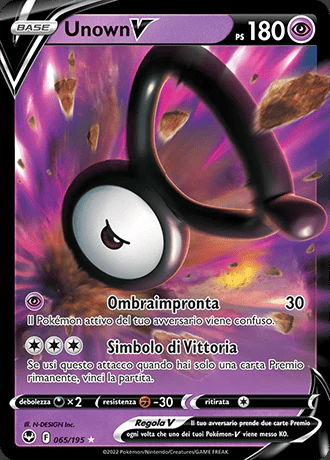 BASE Unown V PS 180
Ombraimpronta 30
Il Pokémon attivo del tuo avversario viene confuso.
Simbolo di Vittoria
Se usi questo attacco quando hai solo una carta Premio
rimanente, vinci la partita.
debolezza ×2 resistenza -30 ritirata
Ill. N-DESIGN Inc.
F 065/195
Regola V Il tuo avversario prende due carte Premio
ogni volta che uno dei tuoi Pokémon-V viene messo KO.
©2022 Pokémon/Nintendo/Creatures/GAME FREAK